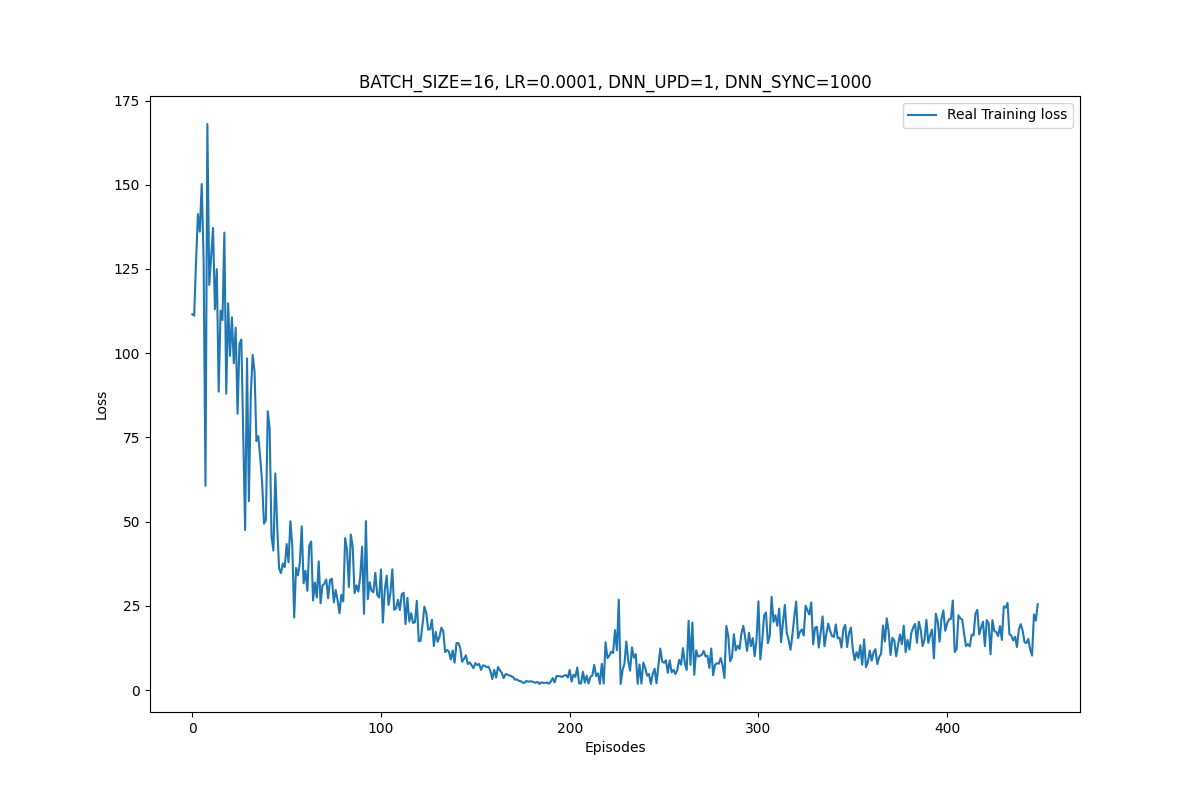 BATCH_SIZE=16, LR=0.0001, DNN_UPD=1, DNN_SYNC=1000
Real Training loss
175
150
125
100
75
50
25
0
Loss
0 100 200 300 400
Episodes